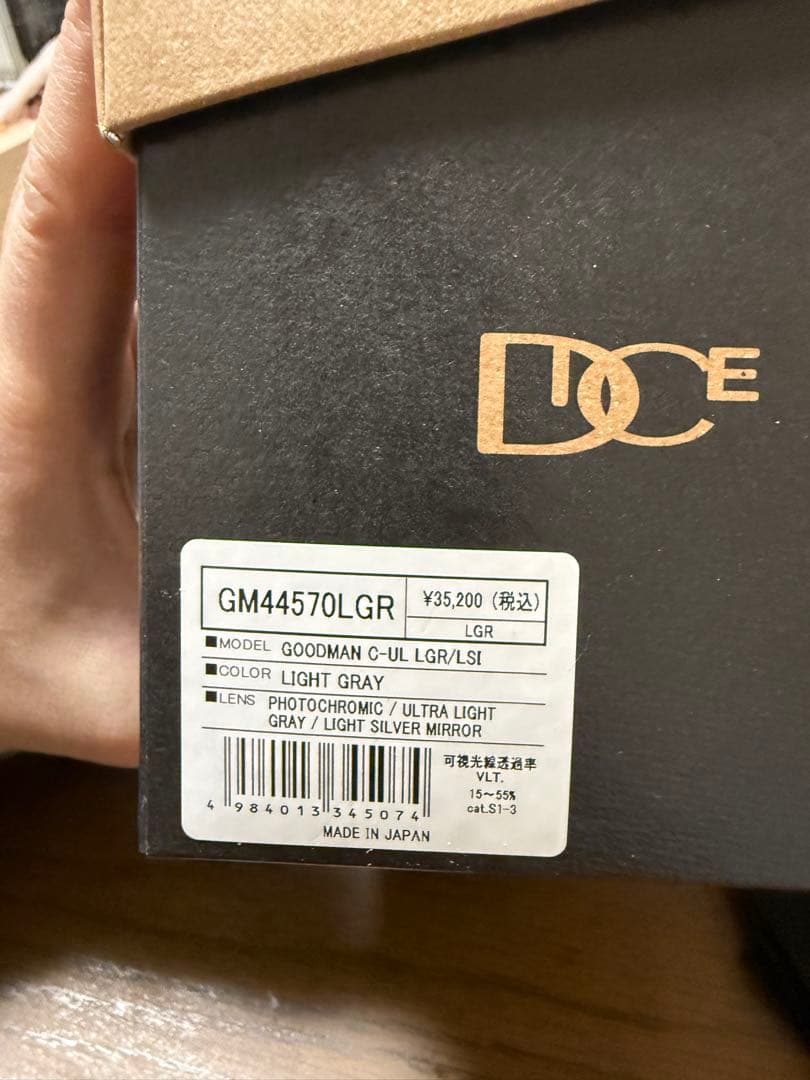 DICE
GM44570LGR
¥35,200 (税込)
LGR
■MODEL GOODMAN C-UL LGR/LSI
■COLOR LIGHT GRAY
■LENS PHOTOCHROMIC / ULTRA LIGHT
GRAY / LIGHT SILVER MIRROR
可視光線透過率
VLT.
15~55%
cat.S1-3
4 984013 345074
MADE IN JAPAN